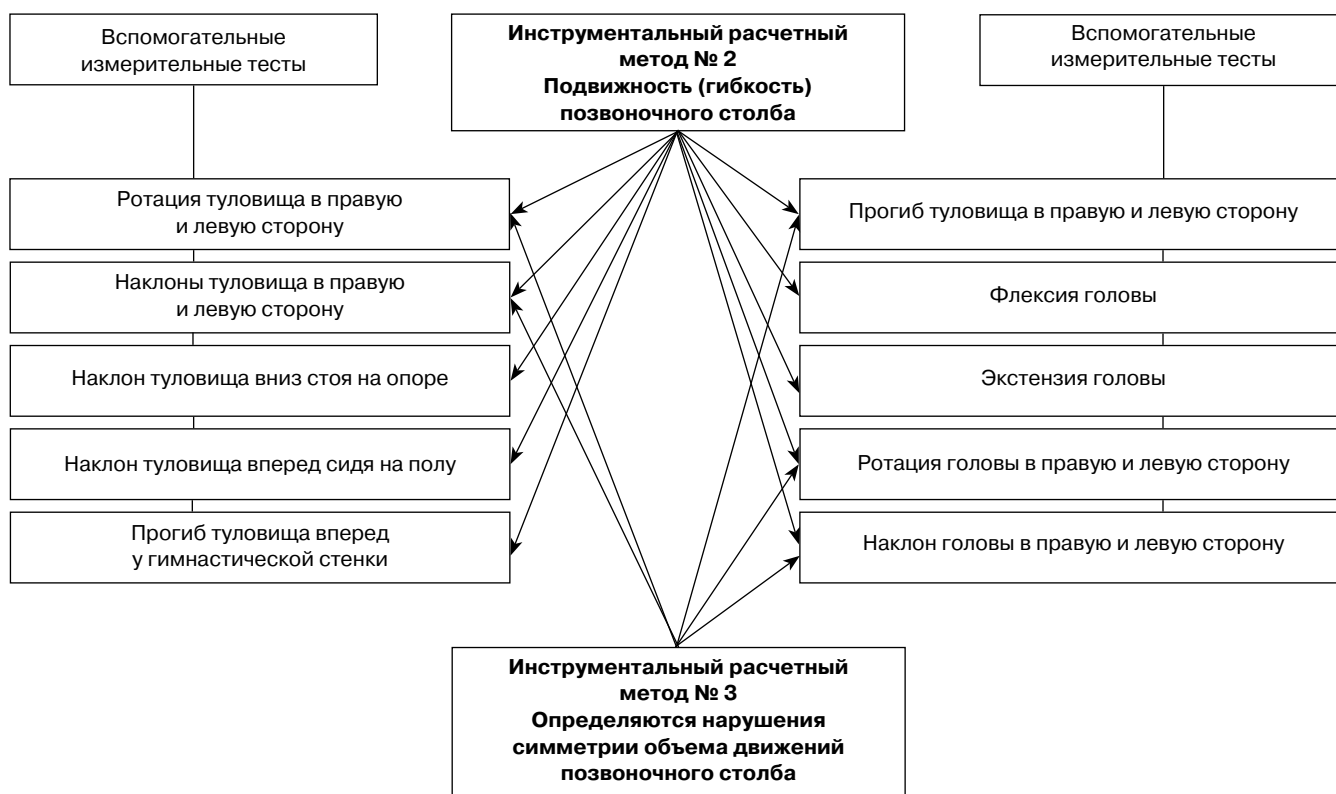 Вспомогательные
измерительные тесты
Инструментальный расчетный
метод № 2
Подвижность (гибкость)
позвоночного столба
Вспомогательные
измерительные тесты
Ротация туловища в правую
и левую сторону
Прогиб туловища в правую и левую сторону
Наклоны туловища в правую
и левую сторону
Флексия головы
Наклон туловища вниз стоя на опоре
Экстензия головы
Наклон туловища вперед сидя на полу
Ротация головы в правую и левую сторону
Прогиб туловища вперед
у гимнастической стенки
Наклон головы в правую и левую сторону
Инструментальный расчетный
метод № 3
Определяются нарушения
симметрии объема движений
позвоночного столба